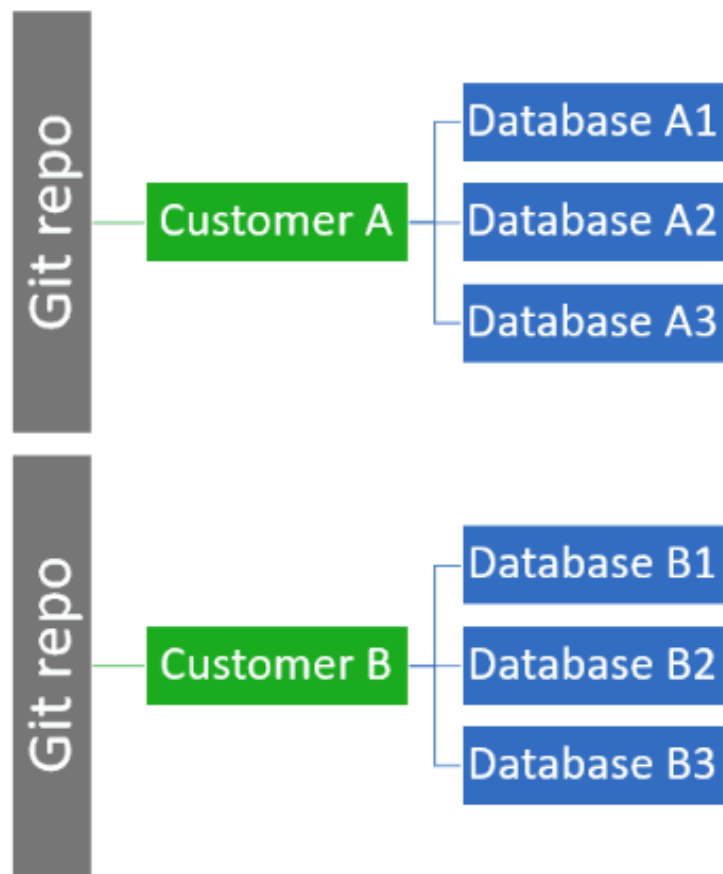 Git repo
Customer A
Database A1
Database A2
Database A3
Git repo
Customer B
Database B1
Database B2
Database B3